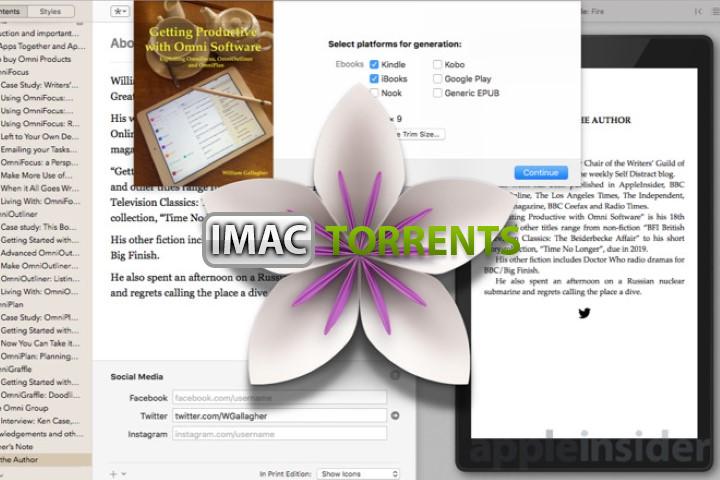 ntents
Styles
uction and important...
Apps Together and Ap...
o buy Omni Products
niFocus
Case Study: Writers'...
Using OmniFocus:...
Using OmniFocus:...
Using OmniFocus: R...
Left to Your Own De...
Emailing your Tasks...
OmniFocus: a Persp...
Make More Use of...
When it All Goes Wr...
Living With: OmniFo...
niOutliner
Case study: This Bo...
Getting Started with...
Advanced OmniOut...
Make OmniOutliner:...
OmniOutliner: Listin...
Living With: OmniO...
niPlan
Case Study: OmniPl...
Getting Started with...
Now You Can Take it...
OmniPlan: Planning...
niGraffle
Getting Started with...
OmniGraffle: Doodli...
e Omni Group
Interview: Ken Case,...
wledgements and oth...
er's Note
the Author
Abo
Willi
Great
His w
Online
maga
"Getti
and other titles range fro
Television Classics: T
collection, "Time No L
His other fiction includ
Big Finish.
He also spent an afternoon on a Russian
and regrets calling the place a dive.
Getting Productive
with Omni Software
Exploiting OmniFocus, OmniOutliner
and OmniPlan
William Gallagher
Select platforms for generation:
Ebooks
Kindle
Kobo
iBooks
Google Play
Nook
Generic EPUB
x 9
Trim Size...
Continue
IMAC TORRENTS
Social Media
Facebook
facebook.com/username
Twitter
twitter.com/WGallagher
Instagram
instagram.com/username
In Print Edition:
Show Icons
le: Fire
HE AUTHOR
Chair of the Writers' Guild of
e weekly Self Distract blog.
published in AppleInsider, BBC
Online, The Los Angeles Times, The Independent,
magazine, BBC Ceefax and Radio Times.
etting Productive with Omni Software" is his 18th
other titles range from non-fiction "BFI British
Classics: The Beiderbecke Affair" to his short
collection, "Time No Longer", due in 2019.
His other fiction includes Doctor Who radio dramas for
BBC/Big Finish.
He also spent an afternoon on a Russian nuclear
submarine and regrets calling the place a dive.
appleinsider